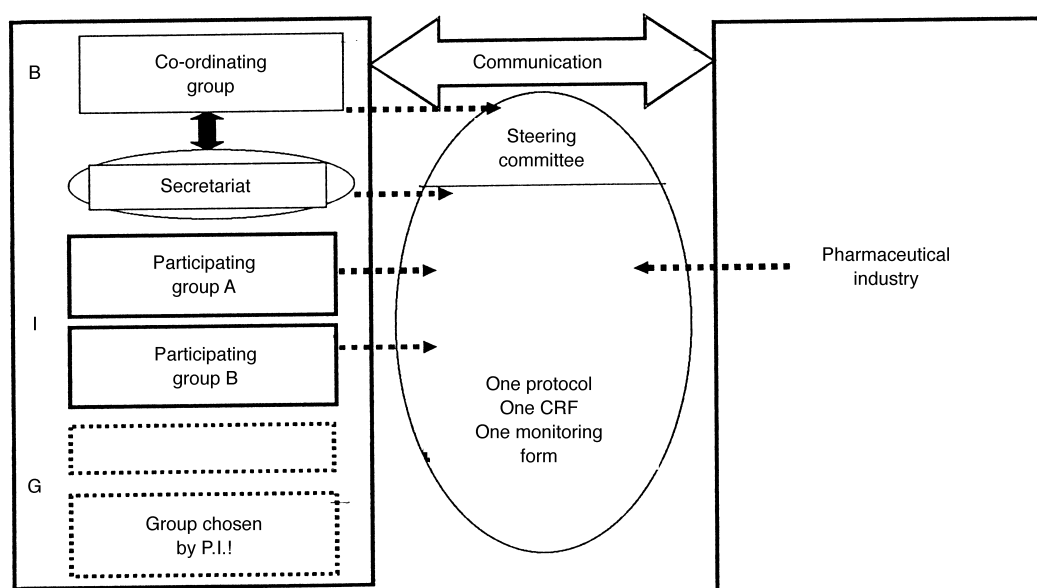 B
Co-ordinating
group
Communication
Steering
committee
Secretariat
Participating
group A
Pharmaceutical
industry
I
Participating
group B
One protocol
One CRF
One monitoring
form
G
Group chosen
by P.I.!